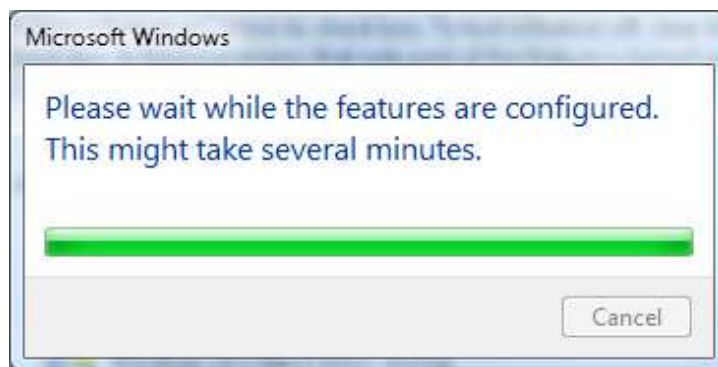 Microsoft Windows
Please wait while the features are configured.
This might take several minutes.
Cancel